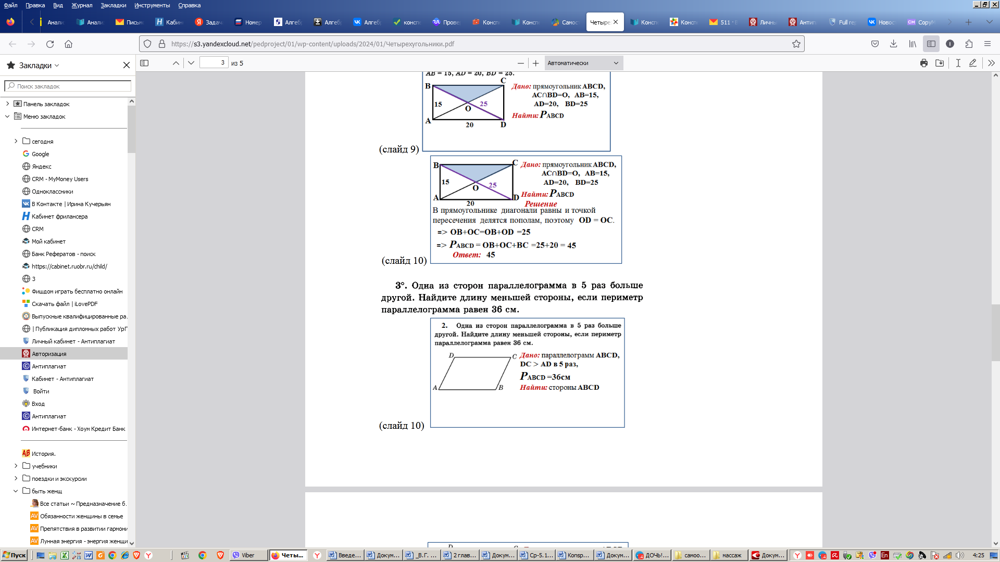 Файл Правка Вид Журнал Закладки Инструменты Справка
Анали Анали Письм Кабин Задач Номер Алгеб Алгеб Алгеб консп Прове Консп Консп Самос Четыре Консп Консп 511 · Личны Антип Full rep Новос CopyM
https://s3.yandexcloud.net/pedproject/01/wp-content/uploads/2024/01/Четырехугольники.pdf
Закладки
3 из 5
Автоматически
Поиск закладок
Панель закладок
Меню закладок
сегодня
Google
Яндекс
CRM - MyMoney Users
Одноклассники
В Контакте | Ирина Кучерьян
Кабинет фрилансера
CRM
Мой кабинет
Банк Рефератов - поиск
https://cabinet.ruobr.ru/child/
3
Фишдом играть бесплатно онлайн
Скачать файл | iLovePDF
Выпускные квалифицированные ра
| Публикация дипломных работ УрГ
Личный кабинет - Антиплагиат
Авторизация
Антиплагиат
Кабинет - Антиплагиат
Войти
Вход
Антиплагиат
Интернет-банк - Хоум Кредит Банк
История.
учебники
поездки и экскурсии
быть женщ
Все статьи ~ Предназначение б.
Обязанности женщины в семье
Препятствия в развитии гармони
Лунная энергия - энергия женщи
AB = 15, AD = 20, BD = 25.
B C
15 O 25
A 20 D
Дано: прямоугольник ABCD,
AC∩BD=O, AB=15,
AD=20, BD=25
Найти: PABCD
(слайд 9)
B C
15 O 25
A 20 D
Дано: прямоугольник ABCD,
AC∩BD=O, AB=15,
AD=20, BD=25
Найти: PABCD
Решение
В прямоугольнике диагонали равны и точкой
пересечения делятся пополам, поэтому OD = OC.
=> OB+OC=OB+OD =25
=> PABCD = OB+OC+BC =25+20 = 45
Ответ: 45
(слайд 10)
3°. Одна из сторон параллелограмма в 5 раз больше
другой. Найдите длину меньшей стороны, если периметр
параллелограмма равен 36 см.
2. Одна из сторон параллелограмма в 5 раз больше
другой. Найдите длину меньшей стороны, если периметр
параллелограмма равен 36 см.
D C
A B
Дано: параллелограмм ABCD,
DC > AD в 5 раз,
PABCD =36см
Найти: стороны ABCD
(слайд 10)
Пуск Viber Четы... Введе... Докум... _В.Г. ... 2 глав... Докум... Ср-5.1... Konsp... Докум... ДОЧЬ!... самоо... массаж Докум... En 4:25